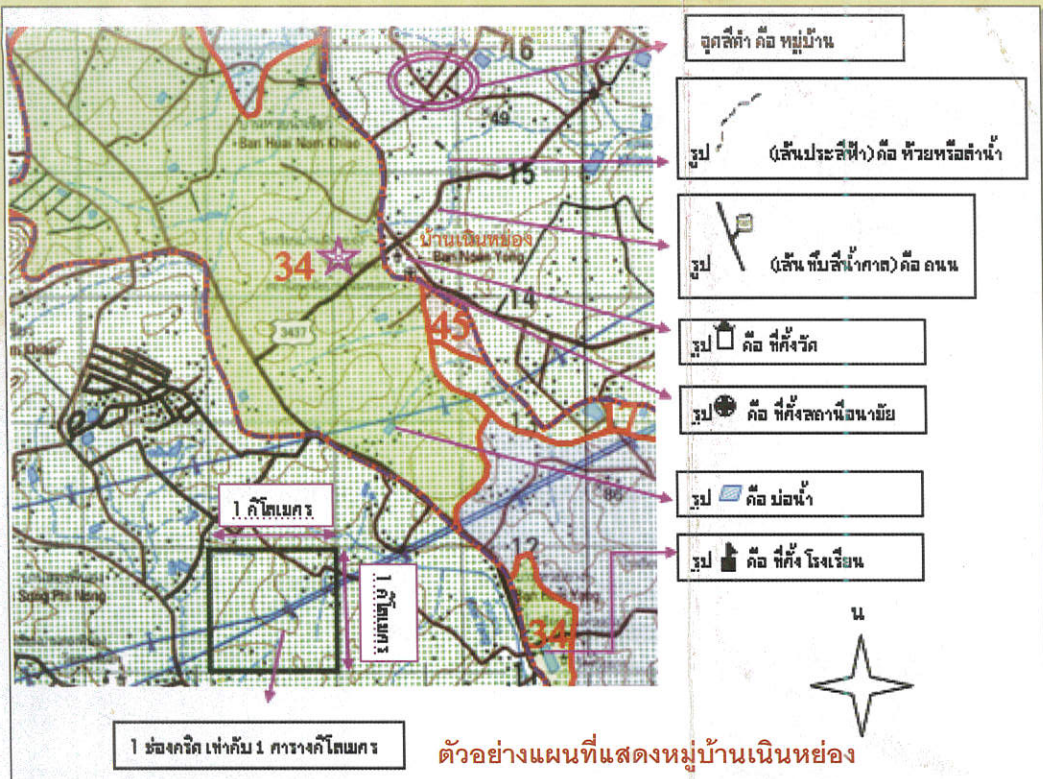 จุดสีดำ คือ หมู่บ้าน
รูป (เส้นประสีฟ้า) คือ ห้วยหรือลำน้ำ
รูป (เส้นทึบสีน้ำตาล) คือ ถนน
รูป คือ ที่ตั้งวัด
รูป คือ ที่ตั้งสถานีอนามัย
รูป คือ บ่อน้ำ
รูป คือ ที่ตั้งโรงเรียน
น
16
49
Ban Huai Nam Khiao
15
บ้านเนินหย่อง
Ban Noen Yong
34
14
3437
45
13
17
86
1 กิโลเมตร
12
Song Phi Nong
1 กิโลเมตร
34
1 ช่องกริด เท่ากับ 1 ตารางกิโลเมตร
ตัวอย่างแผนที่แสดงหมู่บ้านเนินหย่อง